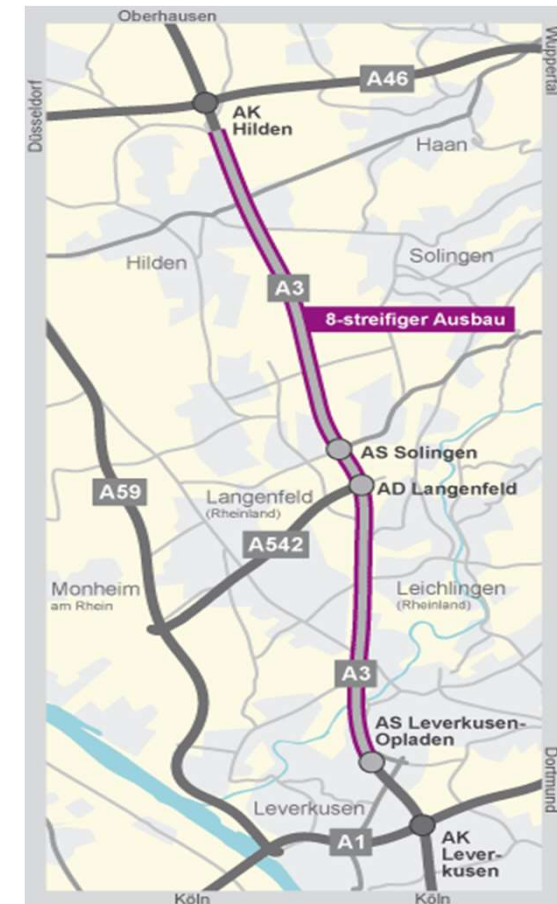 Oberhausen
Wuppertal
A46
AK
Hilden
Düsseldorf
Haan
Hilden
Solingen
A3
8-streifiger Ausbau
AS Solingen
AD Langenfeld
A59
Langenfeld
(Rheinland)
A542
Monheim
am Rhein
Leichlingen
(Rheinland)
A3
AS Leverkusen-
Opladen
Dortmund
Leverkusen
A1
AK
Lever-
kusen
Köln
Köln